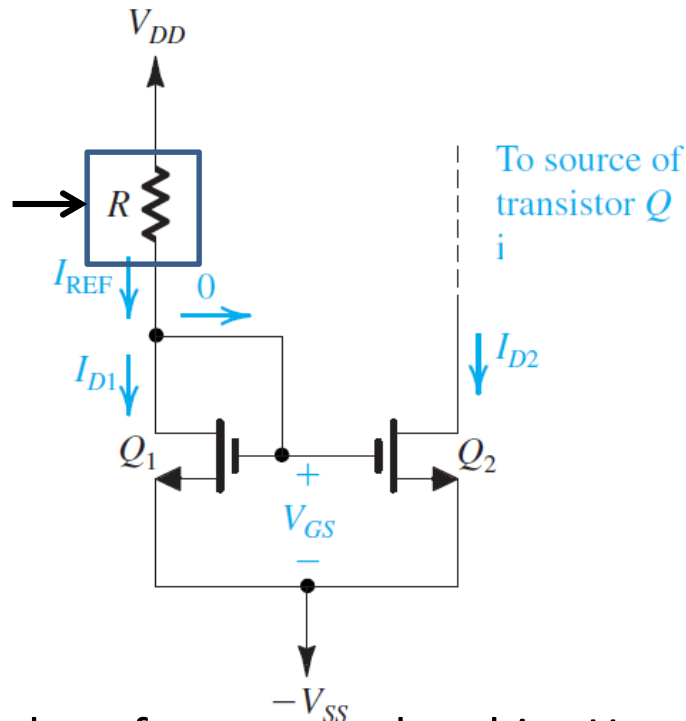 V_DD
R
To source of
transistor Q
i
I_REF
0
I_D1
I_D2
Q_1
Q_2
+
V_GS
−
−V_SS